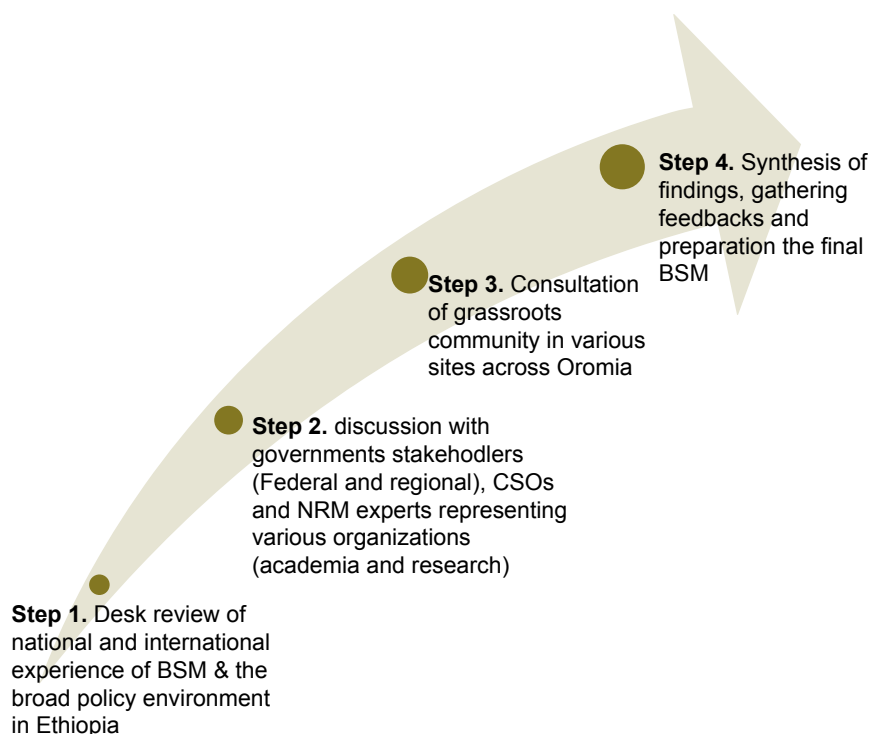 Step 1. Desk review of
national and international
experience of BSM & the
broad policy environment
in Ethiopia
Step 2. discussion with
governments stakehodlers
(Federal and regional), CSOs
and NRM experts representing
various organizations
(academia and research)
Step 3. Consultation
of grassroots
community in various
sites across Oromia
Step 4. Synthesis of
findings, gathering
feedbacks and
preparation the final
BSM